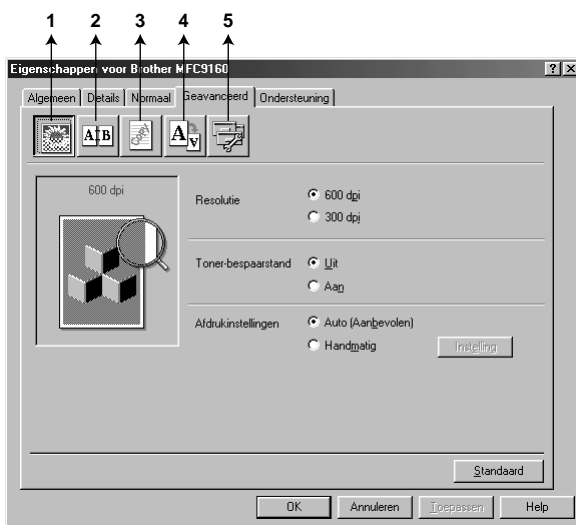 1 2 3 4 5
Eigenschappen voor Brother MFC9160
Algemeen Details Normaal Geavanceerd Ondersteuning
A B COPY A A
600 dpi
Resolutie
600 dpi
300 dpi
Toner-bespaarstand
Uit
Aan
Afdrukinstellingen
Auto (Aanbevolen)
Handmatig
Instelling
Standaard
OK Annuleren Toepassen Help